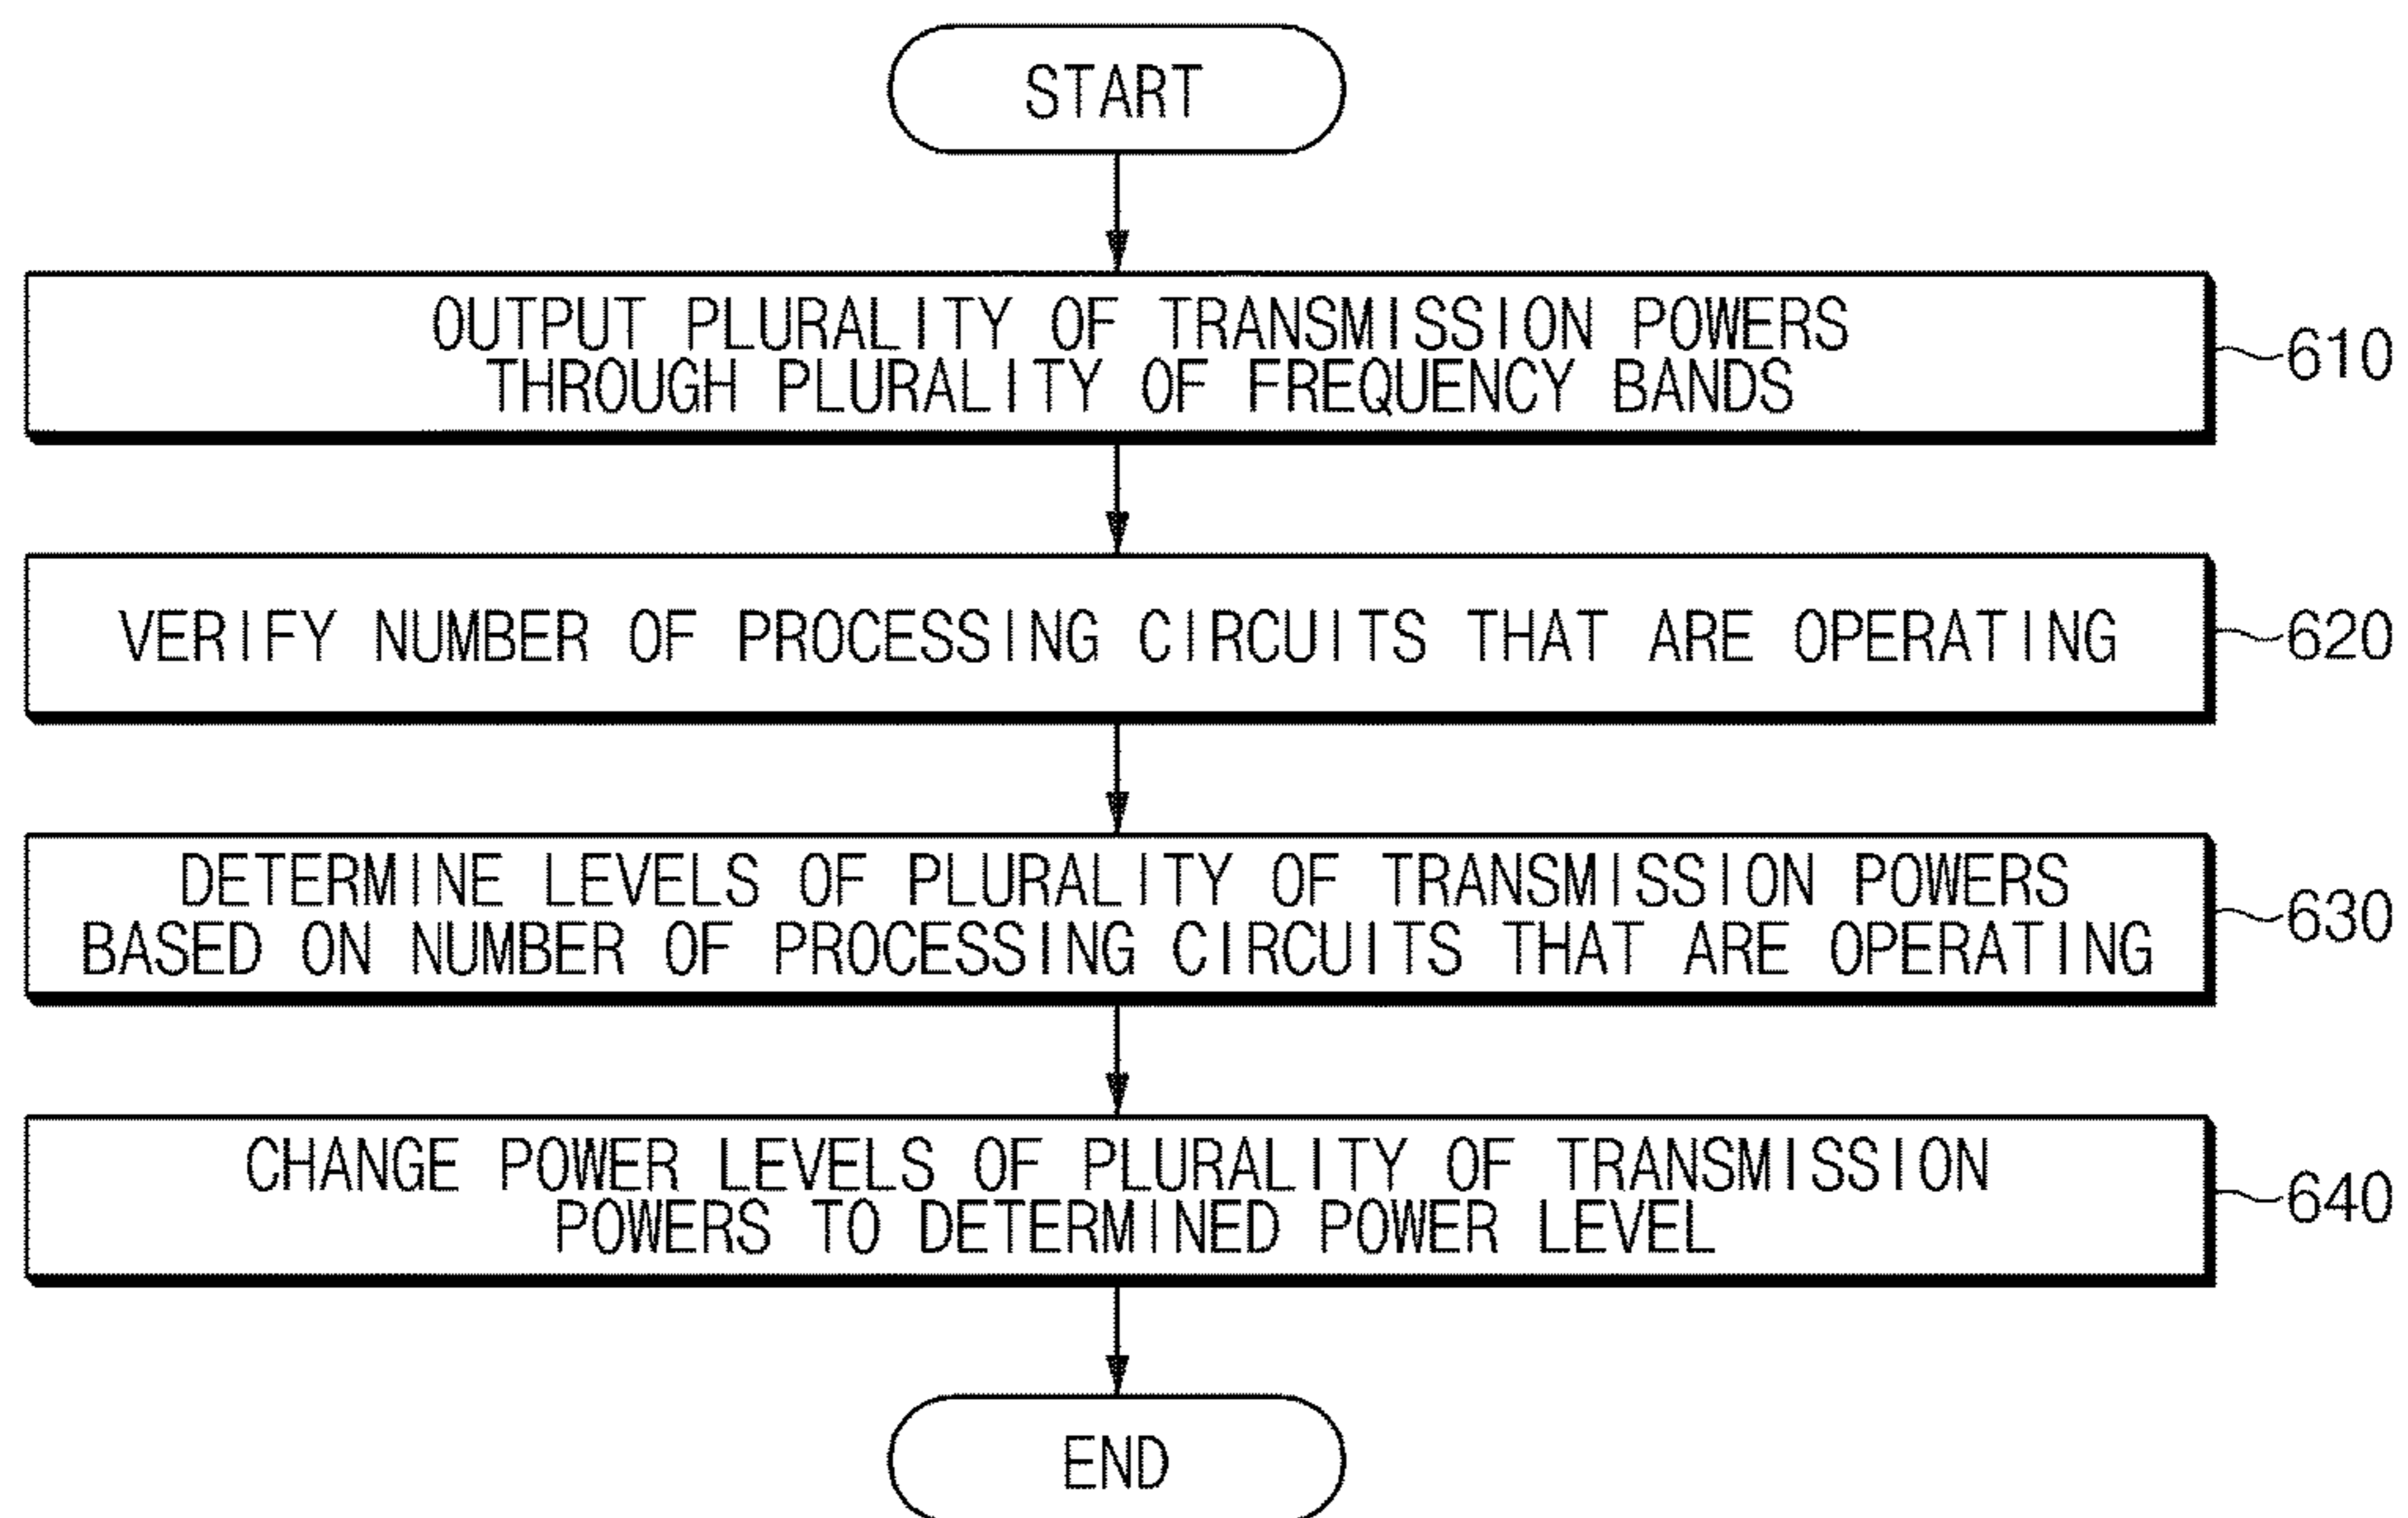 START
OUTPUT PLURALITY OF TRANSMISSION POWERS
THROUGH PLURALITY OF FREQUENCY BANDS
610
VERIFY NUMBER OF PROCESSING CIRCUITS THAT ARE OPERATING
620
DETERMINE LEVELS OF PLURALITY OF TRANSMISSION POWERS
BASED ON NUMBER OF PROCESSING CIRCUITS THAT ARE OPERATING
630
CHANGE POWER LEVELS OF PLURALITY OF TRANSMISSION
POWERS TO DETERMINED POWER LEVEL
640
END